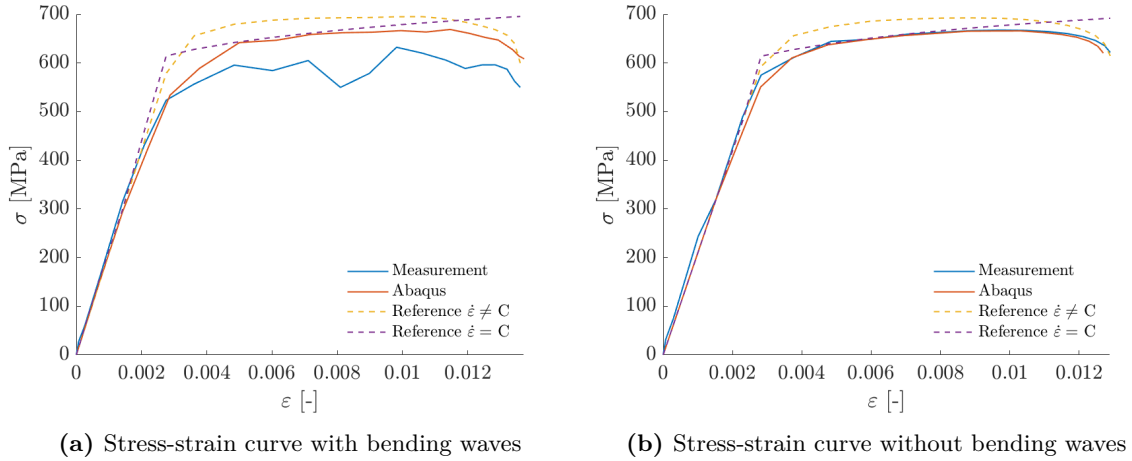 700
600
500
400
300
200
100
0
σ [MPa]
0 0.002 0.004 0.006 0.008 0.01 0.012
ε [-]
Measurement
Abaqus
Reference ε̇ ≠ C
Reference ε̇ = C
(a) Stress-strain curve with bending waves
700
600
500
400
300
200
100
0
σ [MPa]
0 0.002 0.004 0.006 0.008 0.01 0.012
ε [-]
Measurement
Abaqus
Reference ε̇ ≠ C
Reference ε̇ = C
(b) Stress-strain curve without bending waves